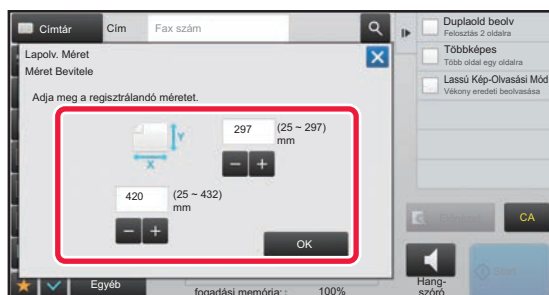 Címtár
Cím
Fax szám
Lapolv. Méret
Méret Bevitele
Adja meg a regisztrálandó méretet.
Y
X
297
(25 ~ 297)
mm
420
(25 ~ 432)
mm
OK
Egyéb
fogadási memória: :
100%
Duplaold beolv
Felosztás 2 oldalra
Többképes
Több oldal egy oldalra
Lassú Kép-Olvasási Mód
Vékony eredeti beolvasása
CA
Hang-
szóró
Start